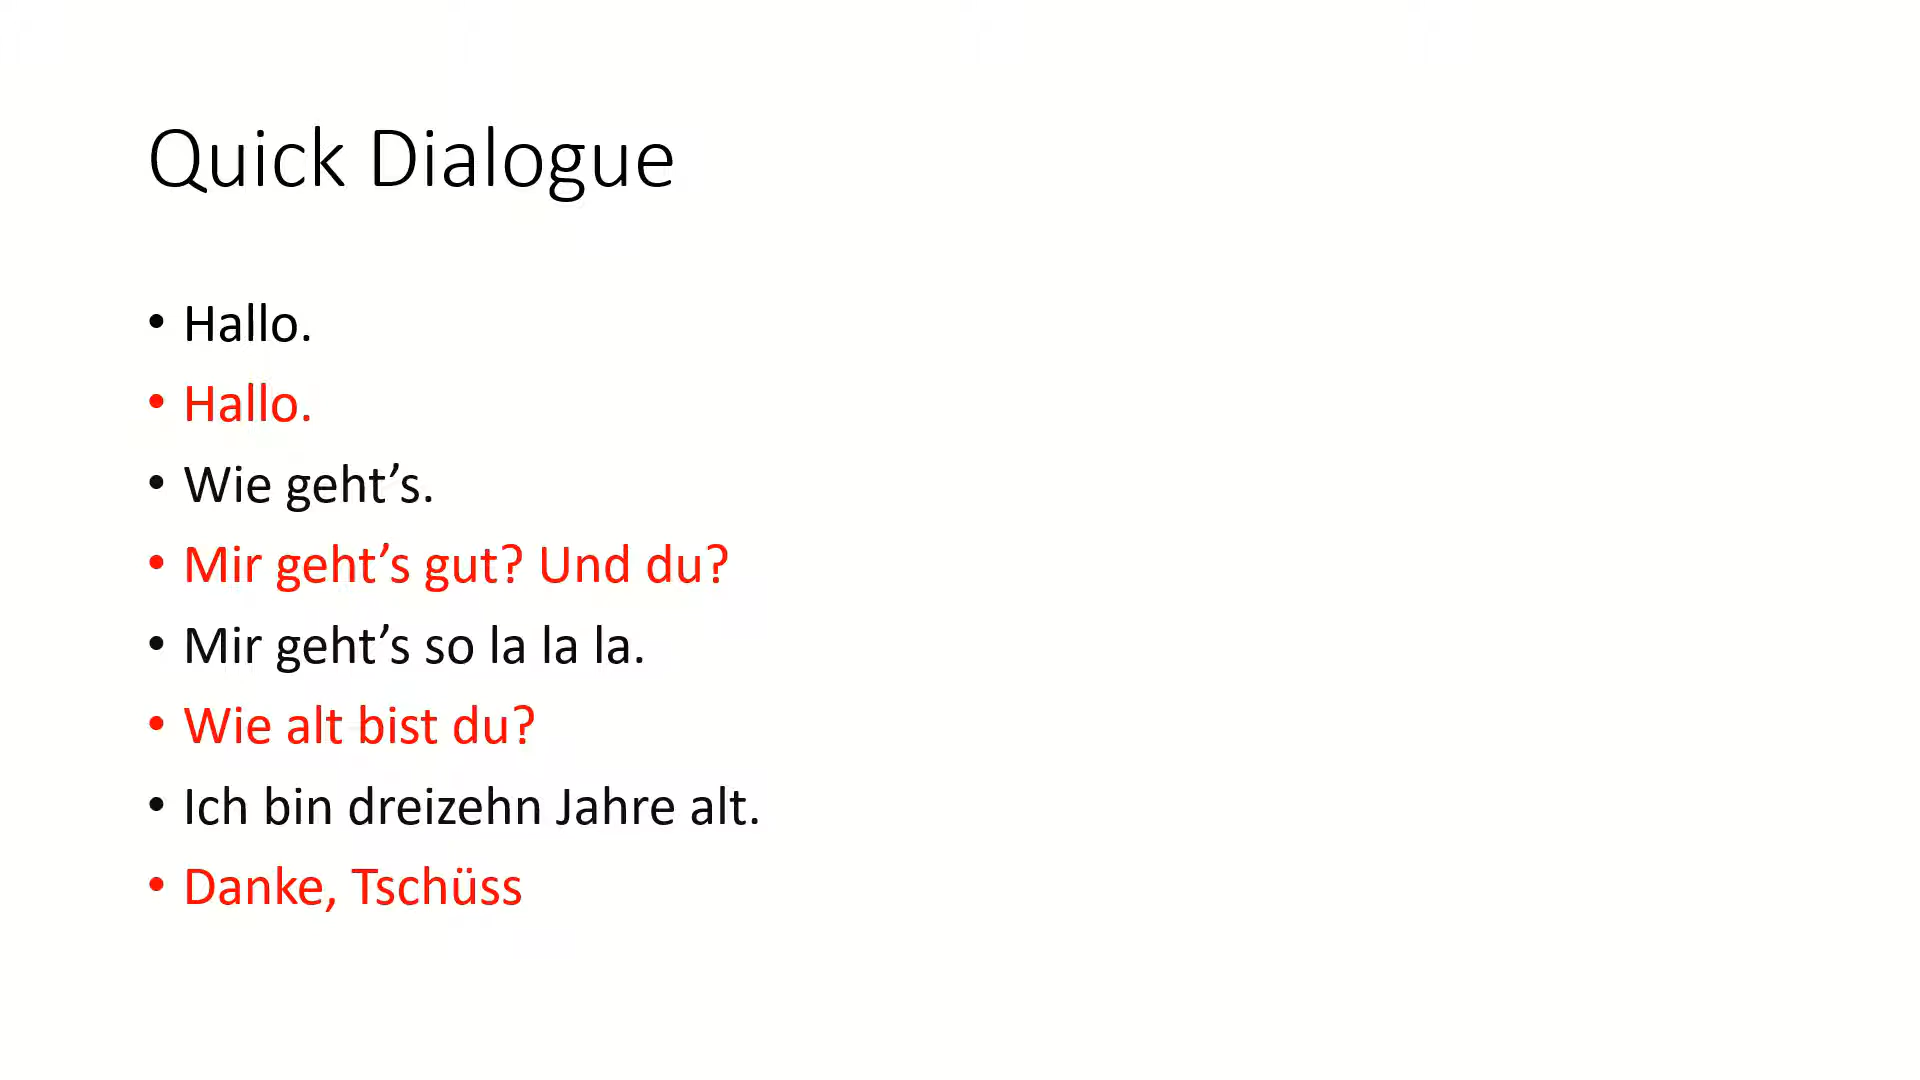 Quick Dialogue
• Hallo.
• Hallo.
• Wie geht’s.
• Mir geht’s gut? Und du?
• Mir geht’s so la la la.
• Wie alt bist du?
• Ich bin dreizehn Jahre alt.
• Danke, Tschüss